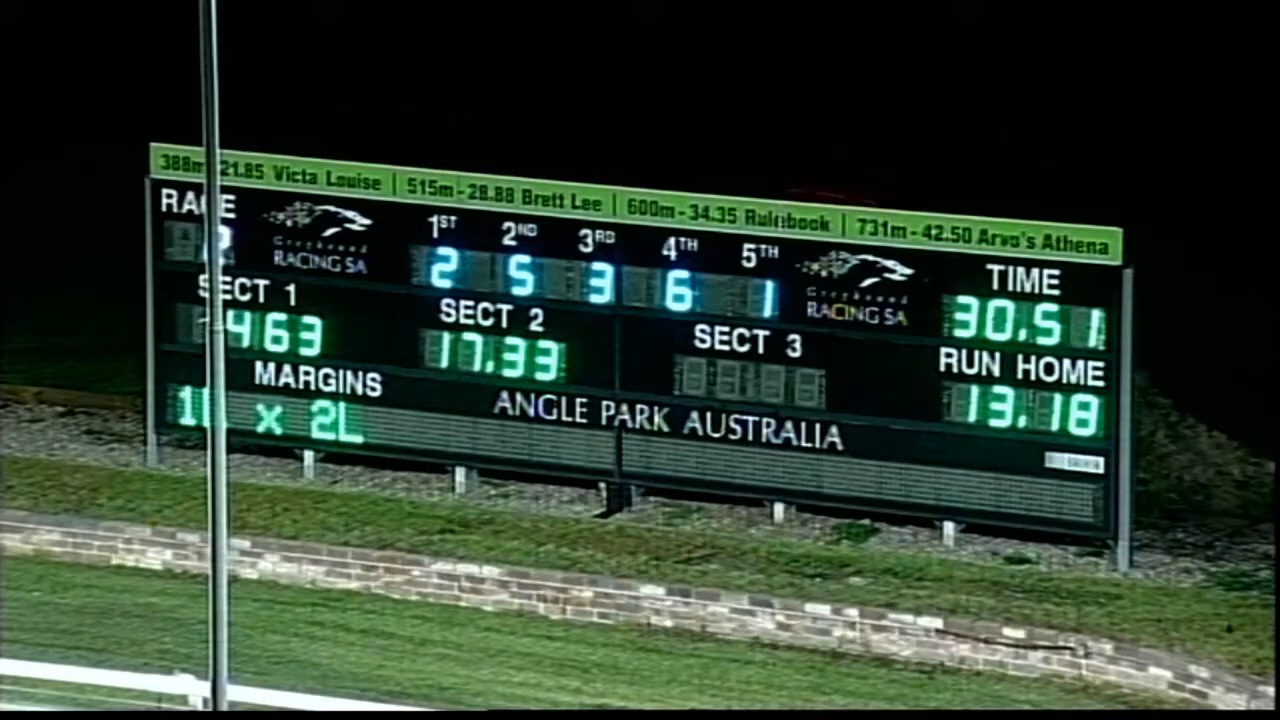 388m-21.85 Victa Louise | 515m-28.88 Brett Lee | 600m-34.35 Rulebook | 731m-42.50 Arvo's Athena
RACE
Greyhound
RACING SA
1ST 2ND 3RD 4TH 5TH
2 5 3 6 1
Greyhound
RACING SA
TIME
30.51
SECT 1
463
SECT 2
17.33
SECT 3
RUN HOME
13.18
MARGINS
1L x 2L
ANGLE PARK AUSTRALIA